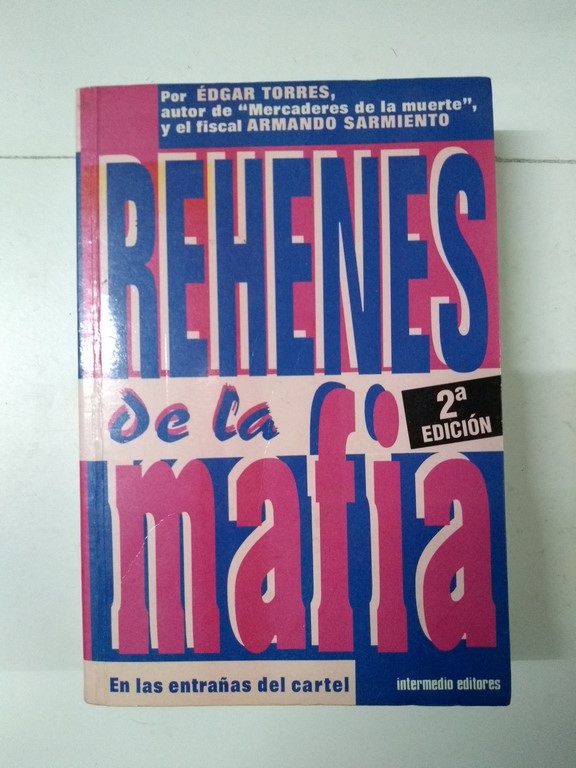 Por ÉDGAR TORRES,
autor de “Mercaderes de la muerte”,
y el fiscal ARMANDO SARMIENTO
REHENES
de la
2ª
EDICIÓN
mafia
En las entrañas del cartel
intermedio editores